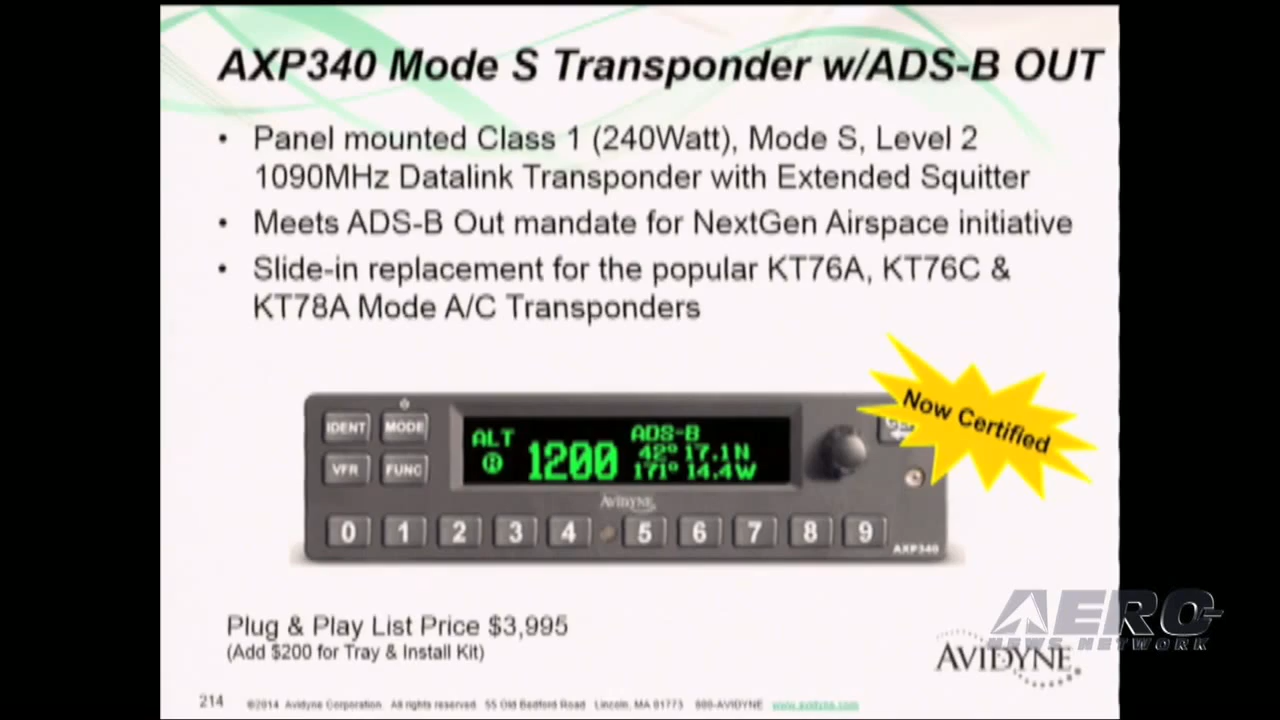 AXP340 Mode S Transponder w/ADS-B OUT
• Panel mounted Class 1 (240Watt), Mode S, Level 2
1090MHz Datalink Transponder with Extended Squitter
• Meets ADS-B Out mandate for NextGen Airspace initiative
• Slide-in replacement for the popular KT76A, KT76C &
KT78A Mode A/C Transponders
Now Certified
IDENT MODE
VFR FUNC
ALT
R
1200
ADS-B
42° 17.1N
171° 14.4W
AVIDYNE
0 1 2 3 4 5 6 7 8 9
AXP340
Plug & Play List Price $3,995
(Add $200 for Tray & Install Kit)
AERO
NEWS NETWORK
AVIDYNE
214 ©2014 Avidyne Corporation All rights reserved 55 Old Bedford Road Lincoln, MA 01773 800-AVIDYNE www.avidyne.com